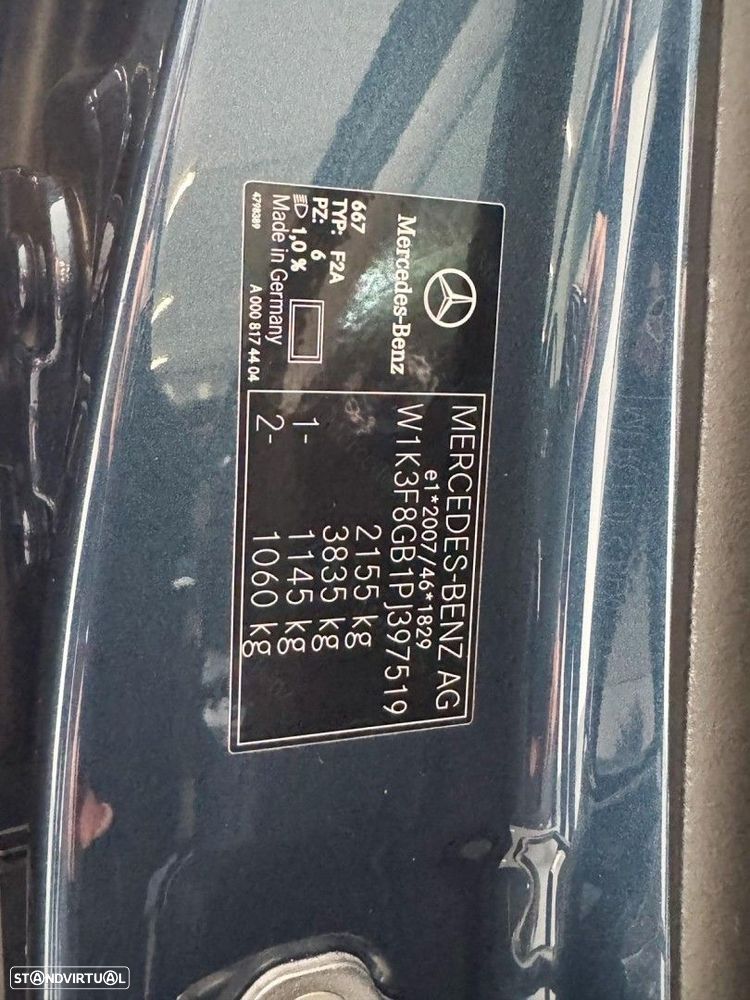 Mercedes-Benz
667
TYP: F2A
PZ: 6
1,0 %
Made in Germany
4798389
A 000 817 44 04
MERCEDES-BENZ AG
e1*2007/46*1829
W1K3F8GB1PJ397519
2155 kg
3835 kg
1- 1145 kg
2- 1060 kg
STANDVIRTUAL